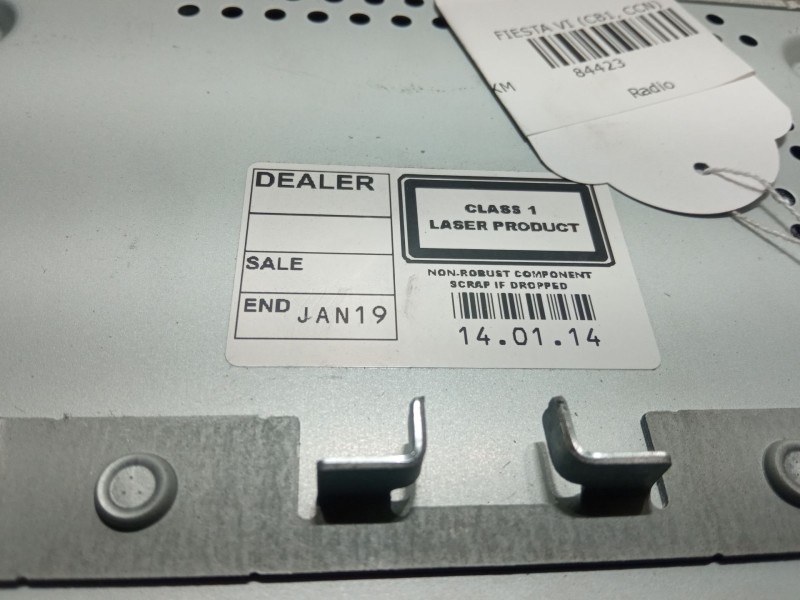 FIESTA VI (CB1, CCN)
84423
KM
Radio
DEALER
SALE
END JAN19
CLASS 1
LASER PRODUCT
NON-ROBUST COMPONENT
SCRAP IF DROPPED
14.01.14